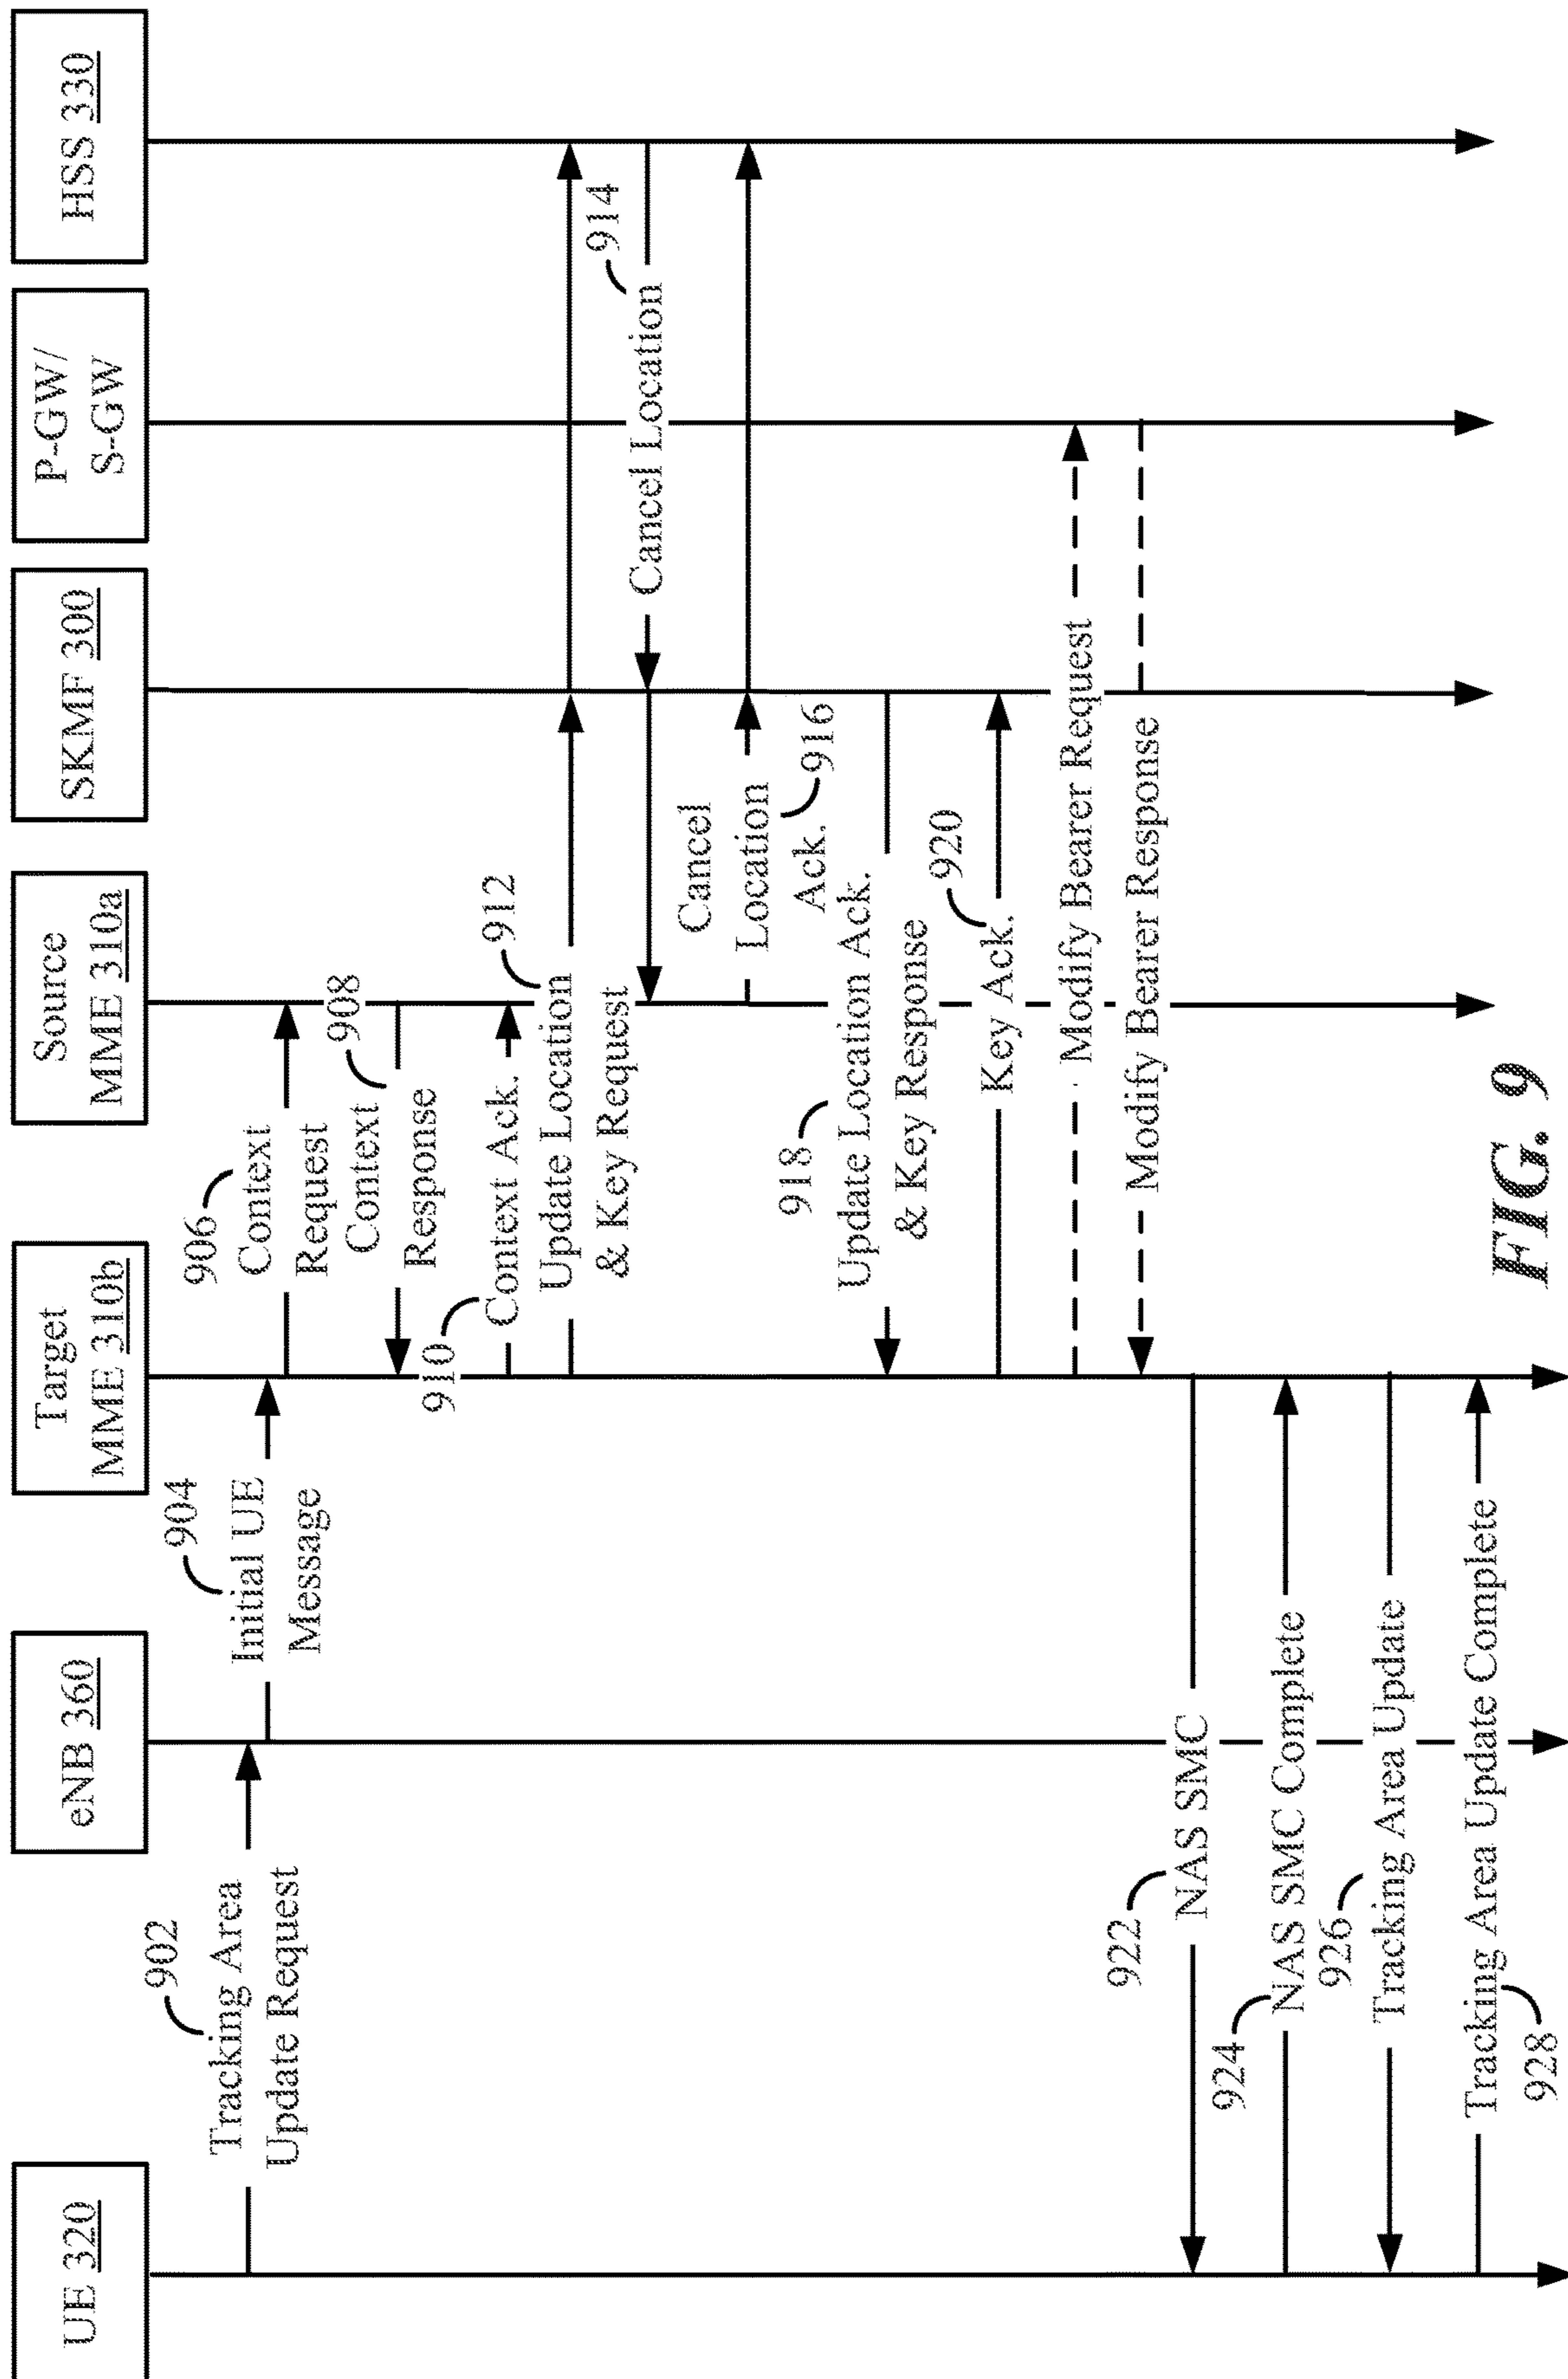 UE 320
eNB 360
Target
MME 310b
Source
MME 310a
SKMF 300
P-GW/
S-GW
HSS 330
902
Tracking Area
Update Request
904
Initial UE
Message
906
Context
Request
908
Context
Response
910
Context Ack.
912
Update Location
& Key Request
914
Cancel Location
Cancel
Location
Ack.
916
918
Update Location Ack.
& Key Response
920
Key Ack.
Modify Bearer Request
Modify Bearer Response
922
NAS SMC
924
NAS SMC Complete
926
Tracking Area Update
Tracking Area Update Complete
928
FIG. 9